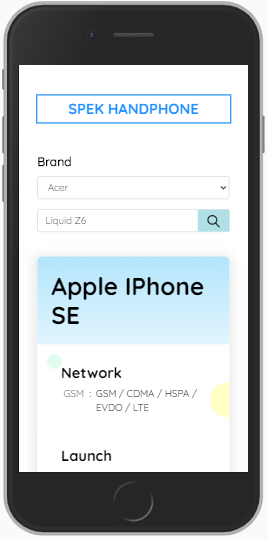 SPEK HANDPHONE
Brand
Acer
Liquid Z6
Apple IPhone
SE
Network
GSM : GSM / CDMA / HSPA /
EVDO / LTE
Launch